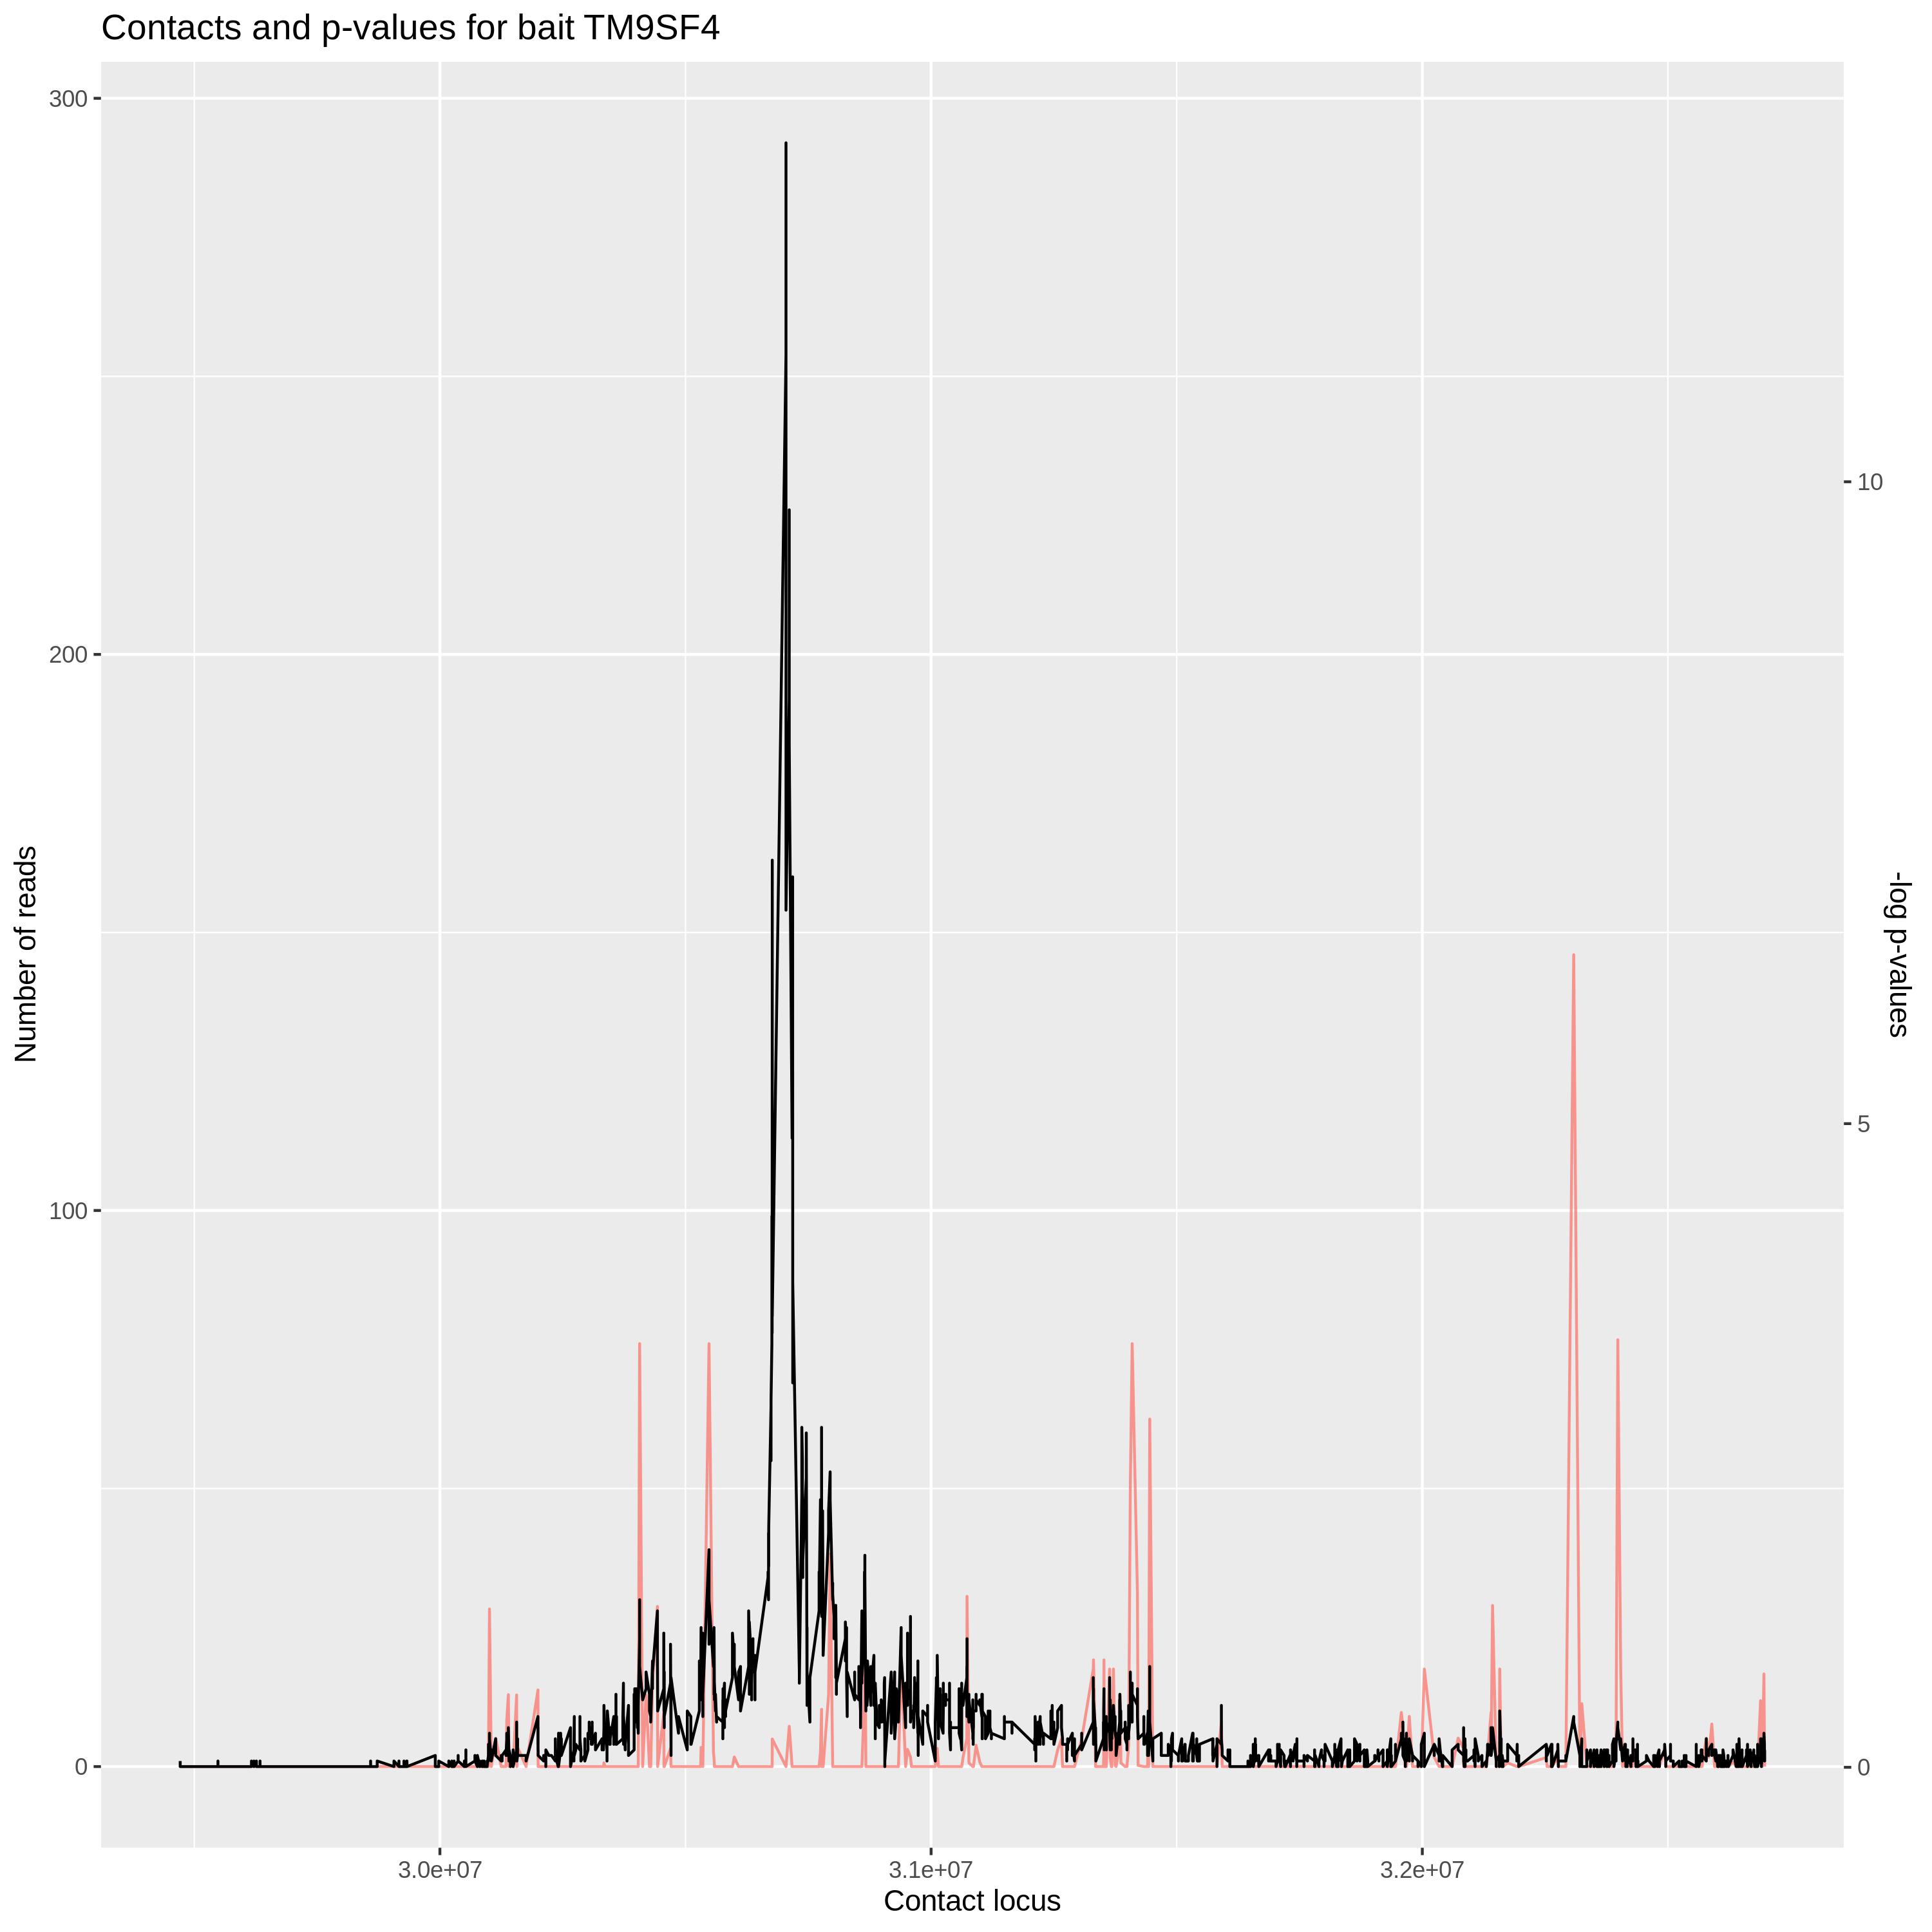 Contacts and p-values for bait TM9SF4
300
200
100
0
Number of reads
10
5
0
-log p-values
3.0e+07
3.1e+07
3.2e+07
Contact locus